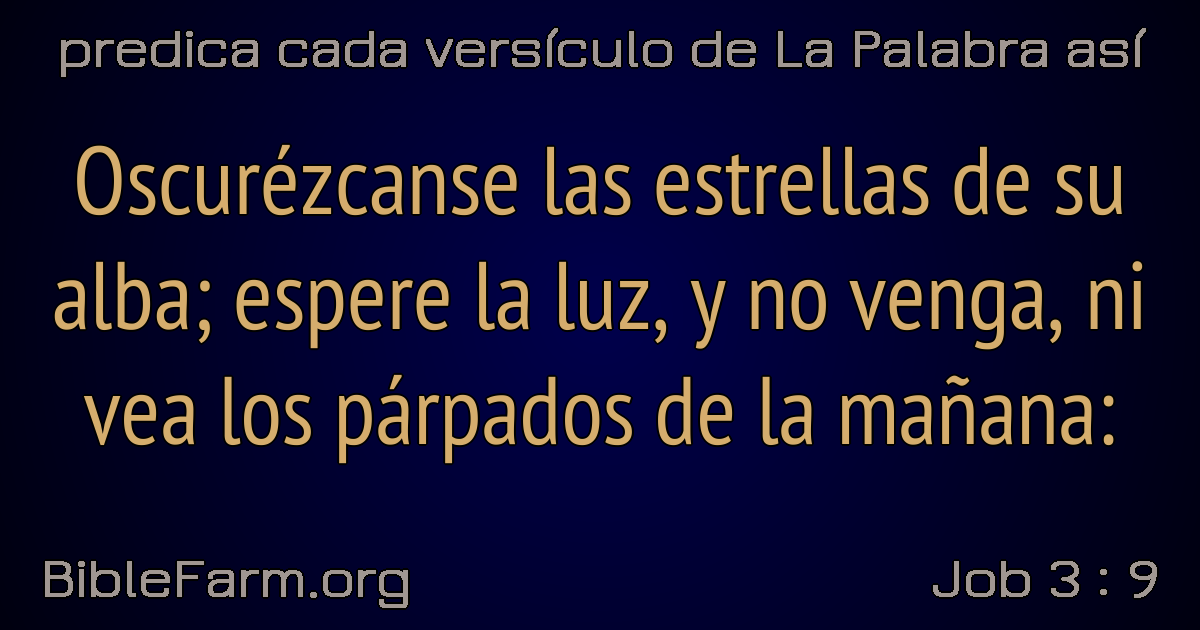 predica cada versículo de La Palabra así
Oscurézcanse las estrellas de su
alba; espere la luz, y no venga, ni
vea los párpados de la mañana:
BibleFarm.org
Job 3 : 9